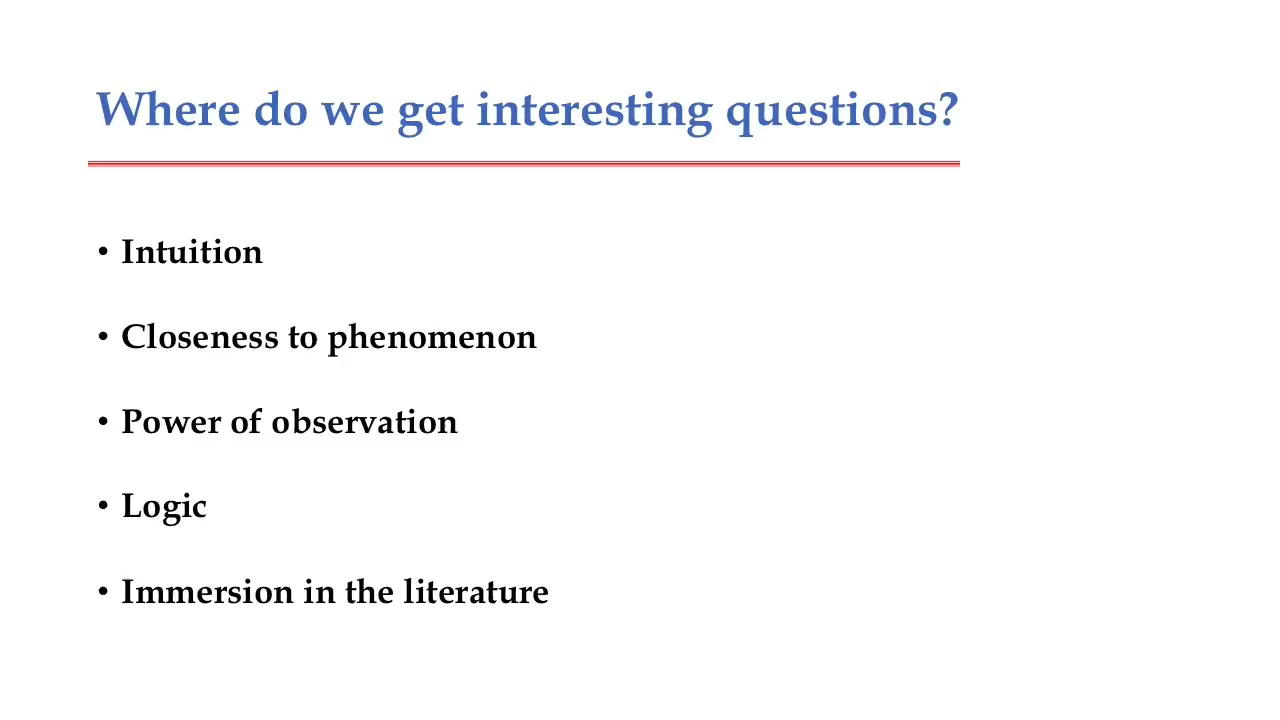 Where do we get interesting questions?
• Intuition
• Closeness to phenomenon
• Power of observation
• Logic
• Immersion in the literature